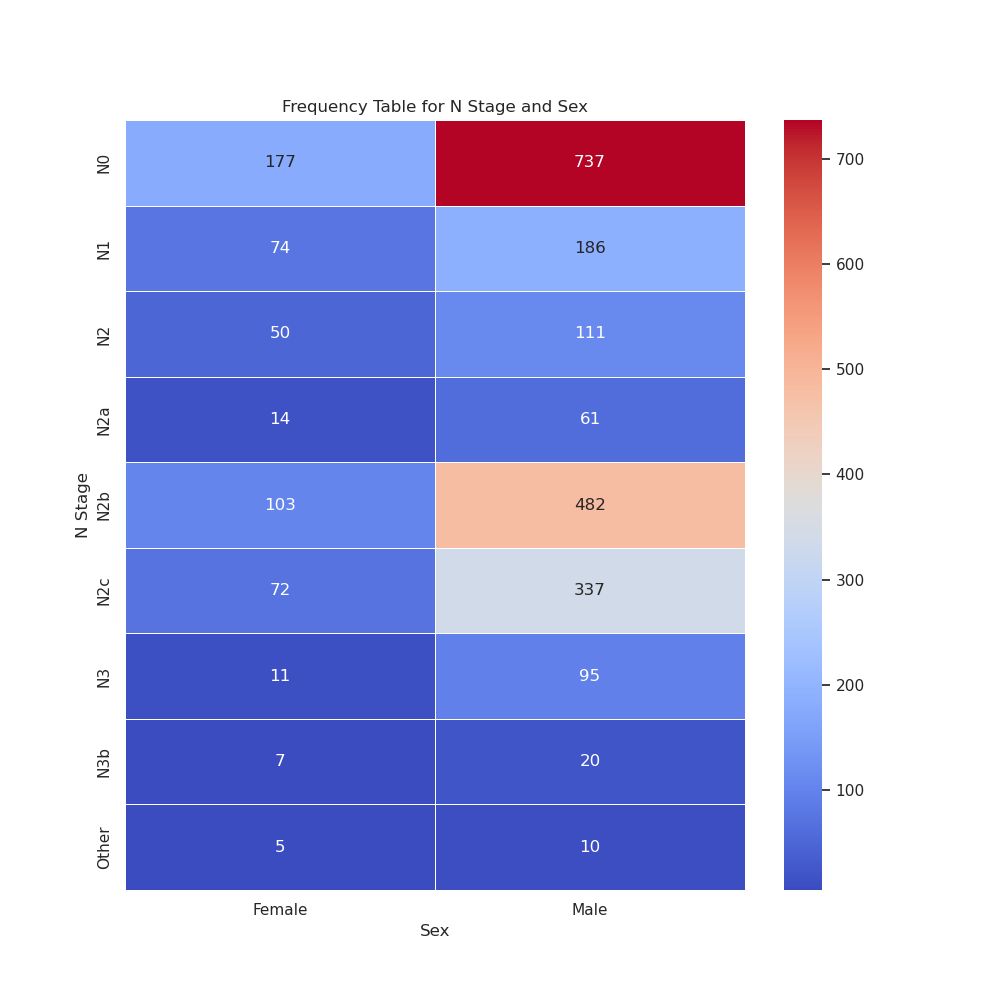 Frequency Table for N Stage and Sex
N0 177 737 700
N1 74 186 600
N2 50 111 500
N2a 14 61 400
N Stage
N2b 103 482
N2c 72 337 300
N3 11 95 200
N3b 7 20 100
Other 5 10
Female Male
Sex